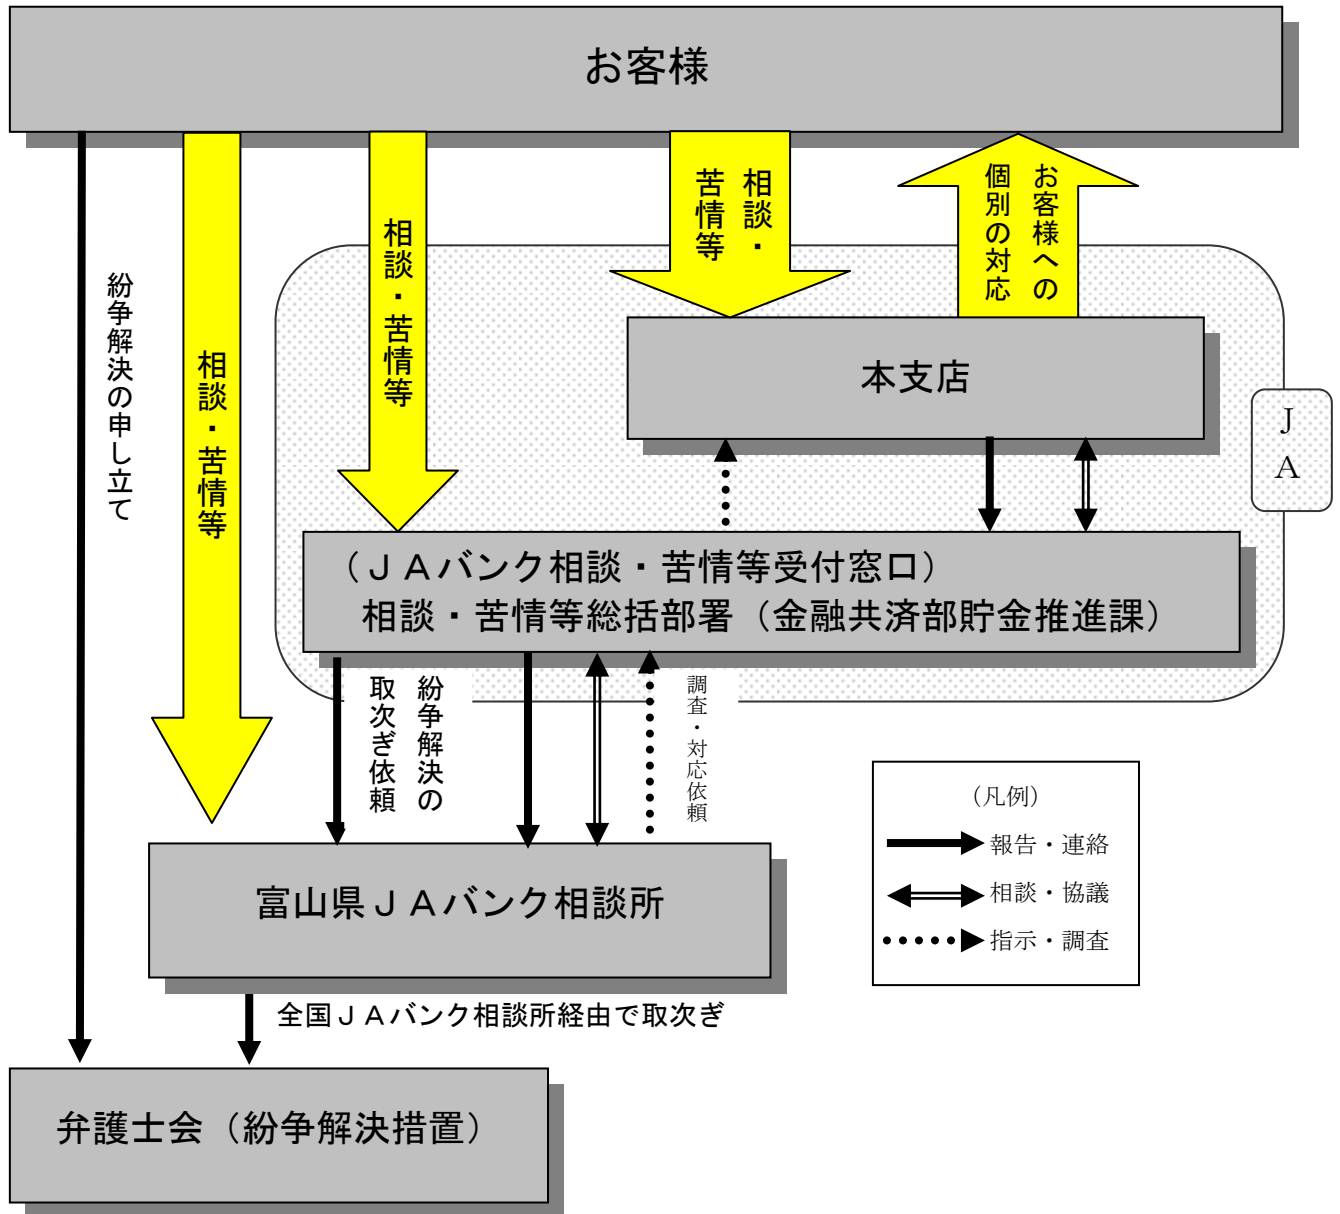 お客様
紛争解決の申し立て
相談・苦情等
相談・苦情等
相談・
苦情等
お客様への
個別の対応
本支店
J
A
（ＪＡバンク相談・苦情等受付窓口）
相談・苦情等総括部署（金融共済部貯金推進課）
紛争解決の
取次ぎ依頼
調査・対応依頼
（凡例）
報告・連絡
相談・協議
指示・調査
富山県ＪＡバンク相談所
全国ＪＡバンク相談所経由で取次ぎ
弁護士会（紛争解決措置）